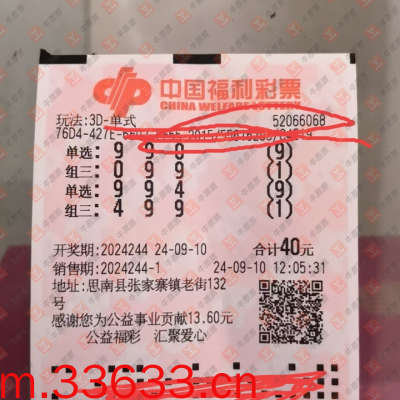 中国福利彩票
CHINA WELFARE LOTTERY
玩法:3D-单式 52066068
76D4-427E-
单选: 9 9 0 (9)
组三: 0 9 9 (1)
单选: 9 9 4 (9)
组三: 4 9 9 (1)
开奖期:2024244 24-09-10 合计40元
销售期:2024244-1 24-09-10 12:05:31
地址:思南县张家寨镇老街132
号
感谢您为公益事业贡献13.60元
公益福彩 汇聚爱心
m.33633.cn